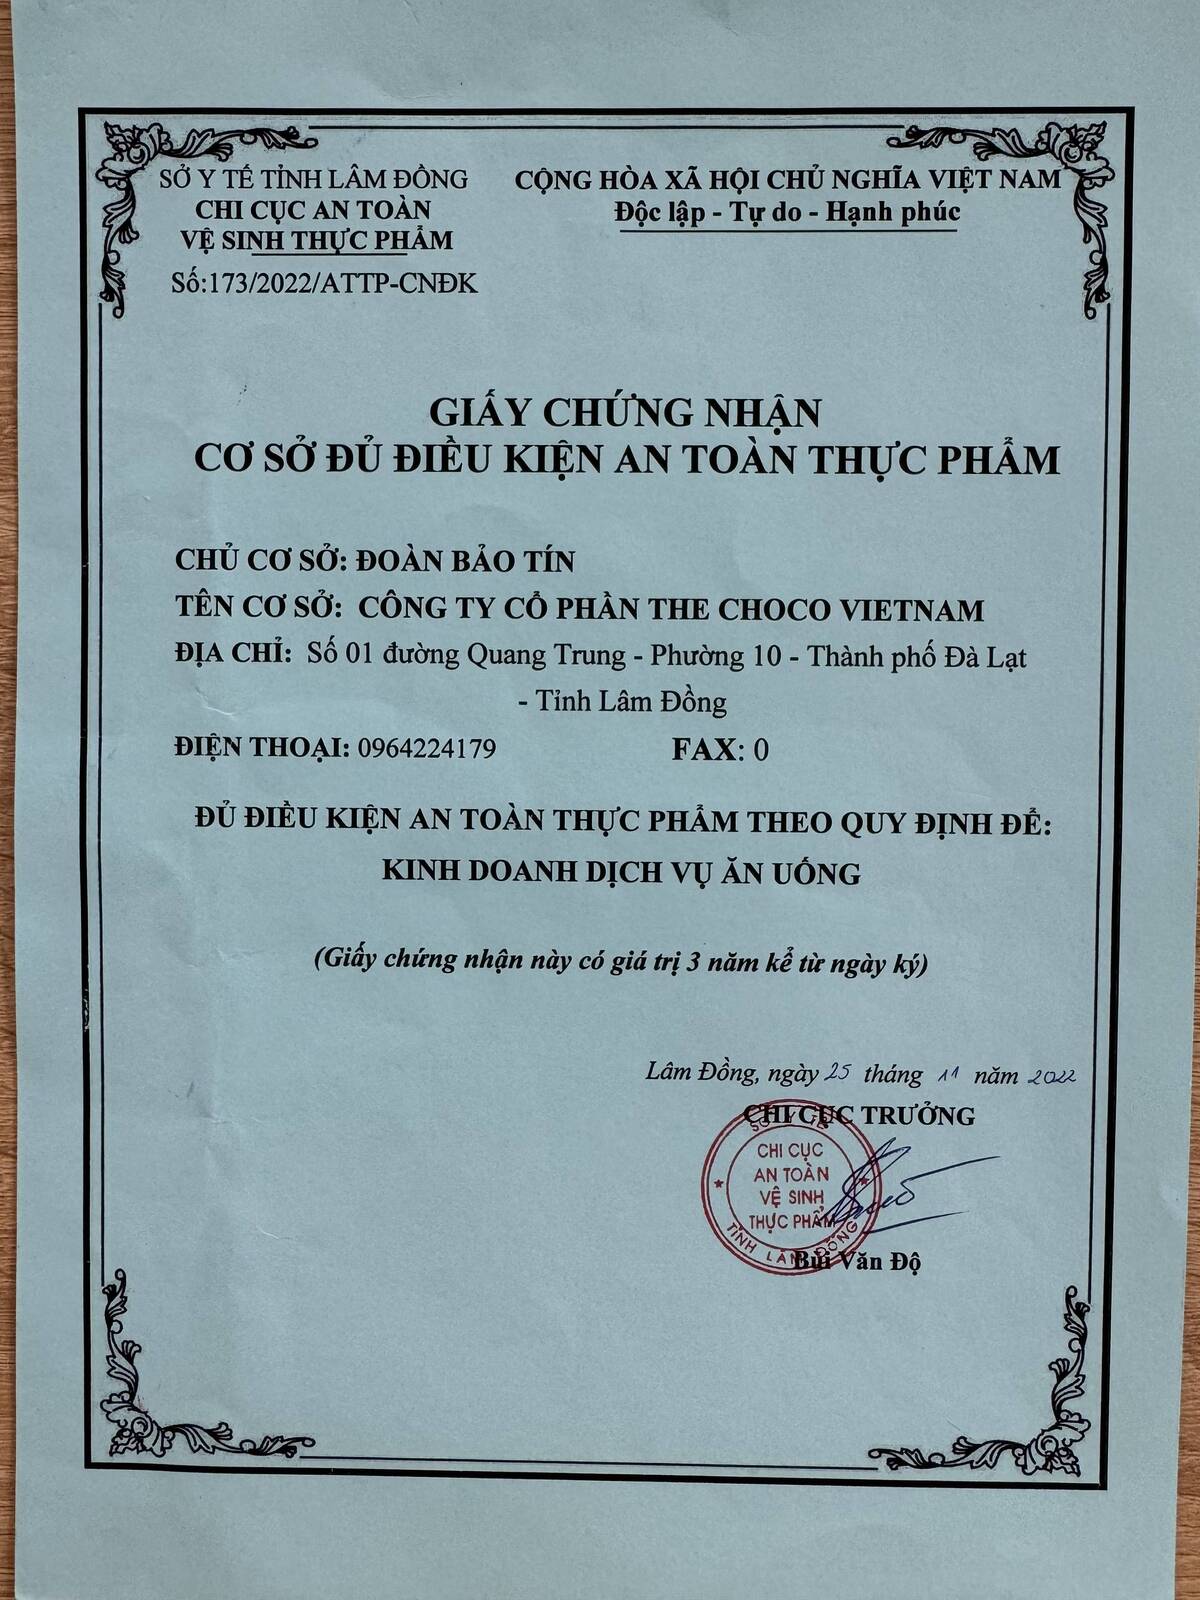 SỞ Y TẾ TỈNH LÂM ĐỒNG
CHI CỤC AN TOÀN
VỆ SINH THỰC PHẨM
Số:173/2022/ATTP-CNĐK
CỘNG HÒA XÃ HỘI CHỦ NGHĨA VIỆT NAM
Độc lập - Tự do - Hạnh phúc
GIẤY CHỨNG NHẬN
CƠ SỞ ĐỦ ĐIỀU KIỆN AN TOÀN THỰC PHẨM
CHỦ CƠ SỞ: ĐOÀN BẢO TÍN
TÊN CƠ SỞ: CÔNG TY CỔ PHẦN THE CHOCO VIETNAM
ĐỊA CHỈ: Số 01 đường Quang Trung - Phường 10 - Thành phố Đà Lạt
- Tỉnh Lâm Đồng
ĐIỆN THOẠI: 0964224179 FAX: 0
ĐỦ ĐIỀU KIỆN AN TOÀN THỰC PHẨM THEO QUY ĐỊNH ĐỂ:
KINH DOANH DỊCH VỤ ĂN UỐNG
(Giấy chứng nhận này có giá trị 3 năm kể từ ngày ký)
Lâm Đồng, ngày 25 tháng 11 năm 2022
CHI CỤC TRƯỞNG
SỞ Y TẾ
CHI CỤC
AN TOÀN
VỆ SINH
THỰC PHẨM
TỈNH LÂM ĐỒNG
Bùi Văn Độ